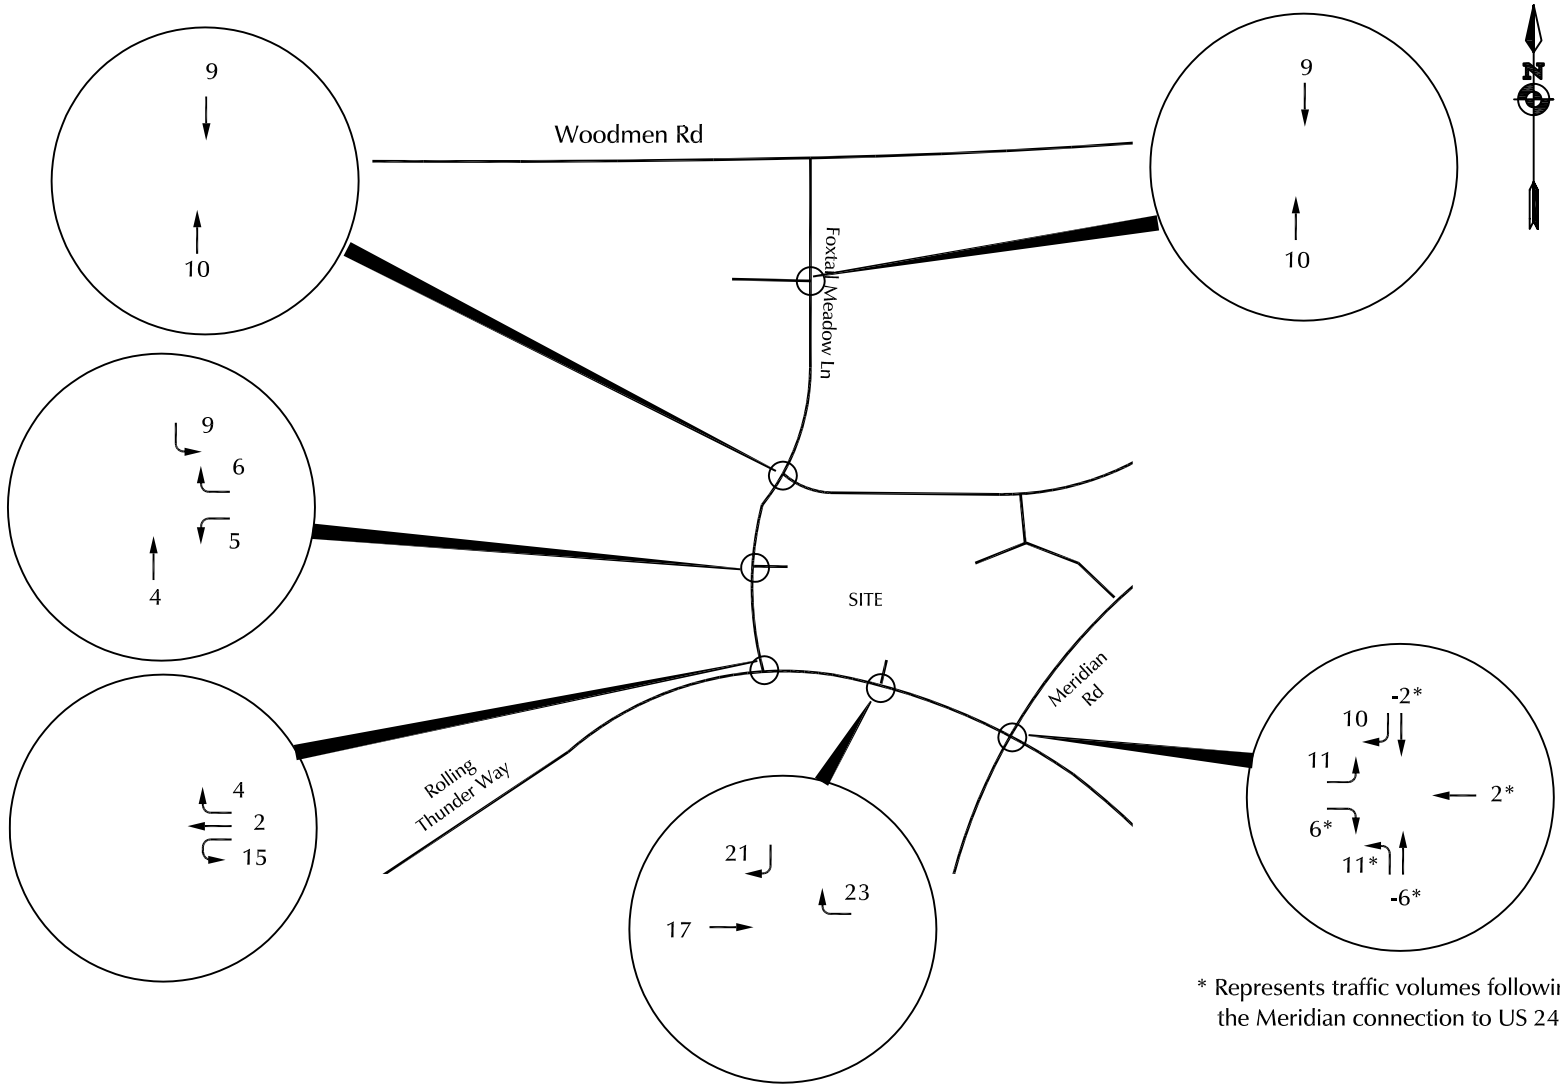 9
10
Woodmen Rd
9
10
N
Foxtail Meadow Ln
9
6
5
4
SITE
Meridian
Rd
4
2
15
Rolling
Thunder Way
21
23
17
-2*
10
11
2*
6*
11*
-6*
* Represents traffic volumes followi
the Meridian connection to US 24